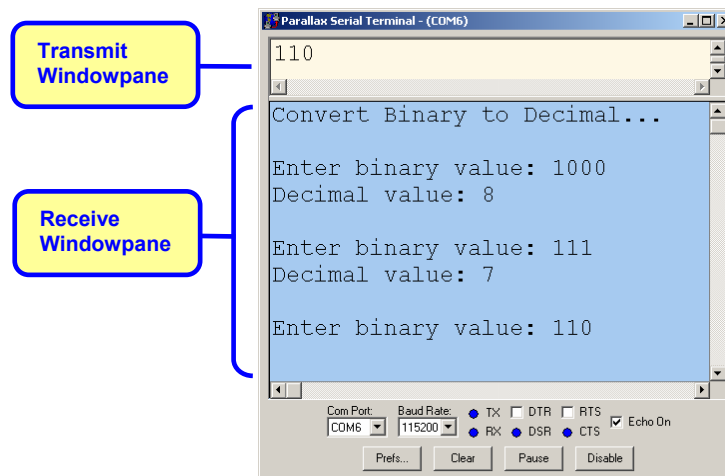 Parallax Serial Terminal - (COM6)
Transmit
Windowpane
110
Convert Binary to Decimal...
Enter binary value: 1000
Decimal value: 8
Receive
Windowpane
Enter binary value: 111
Decimal value: 7
Enter binary value: 110
Com Port:
COM6
Baud Rate:
115200
TX DTR RTS
RX DSR CTS
Echo On
Prefs... Clear Pause Disable